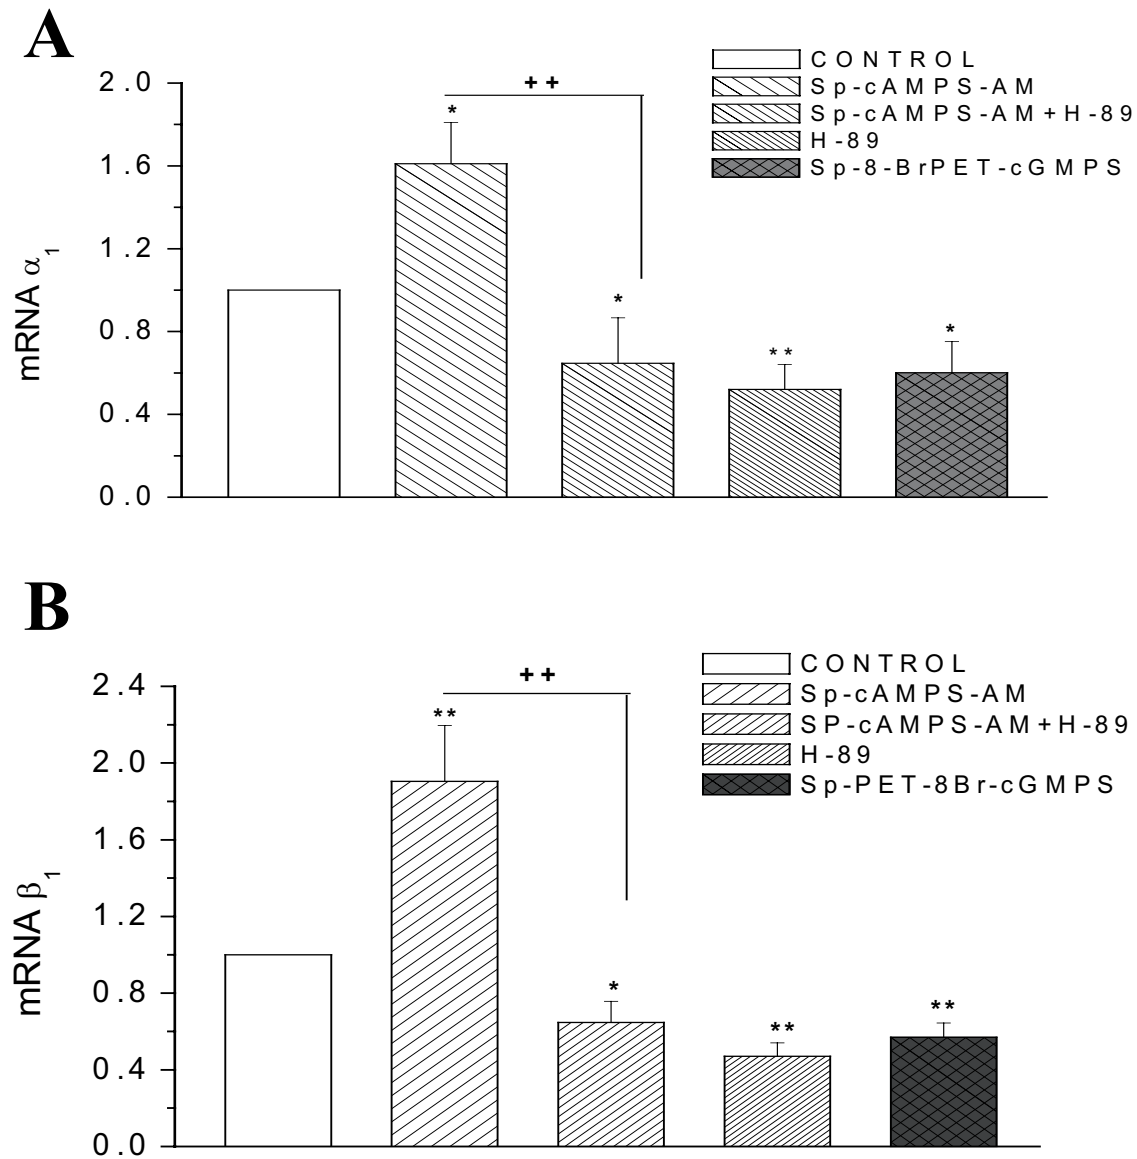 A
CONTROL
Sp-cAMPS-AM
Sp-cAMPS-AM+H-89
H-89
Sp-8-BrPET-cGMPS
++
*
*
**
*
2.0
1.6
1.2
0.8
0.4
0.0
mRNA α1
B
CONTROL
Sp-cAMPS-AM
SP-cAMPS-AM+H-89
H-89
Sp-PET-8Br-cGMPS
++
**
*
**
**
2.4
2.0
1.6
1.2
0.8
0.4
0.0
mRNA β1